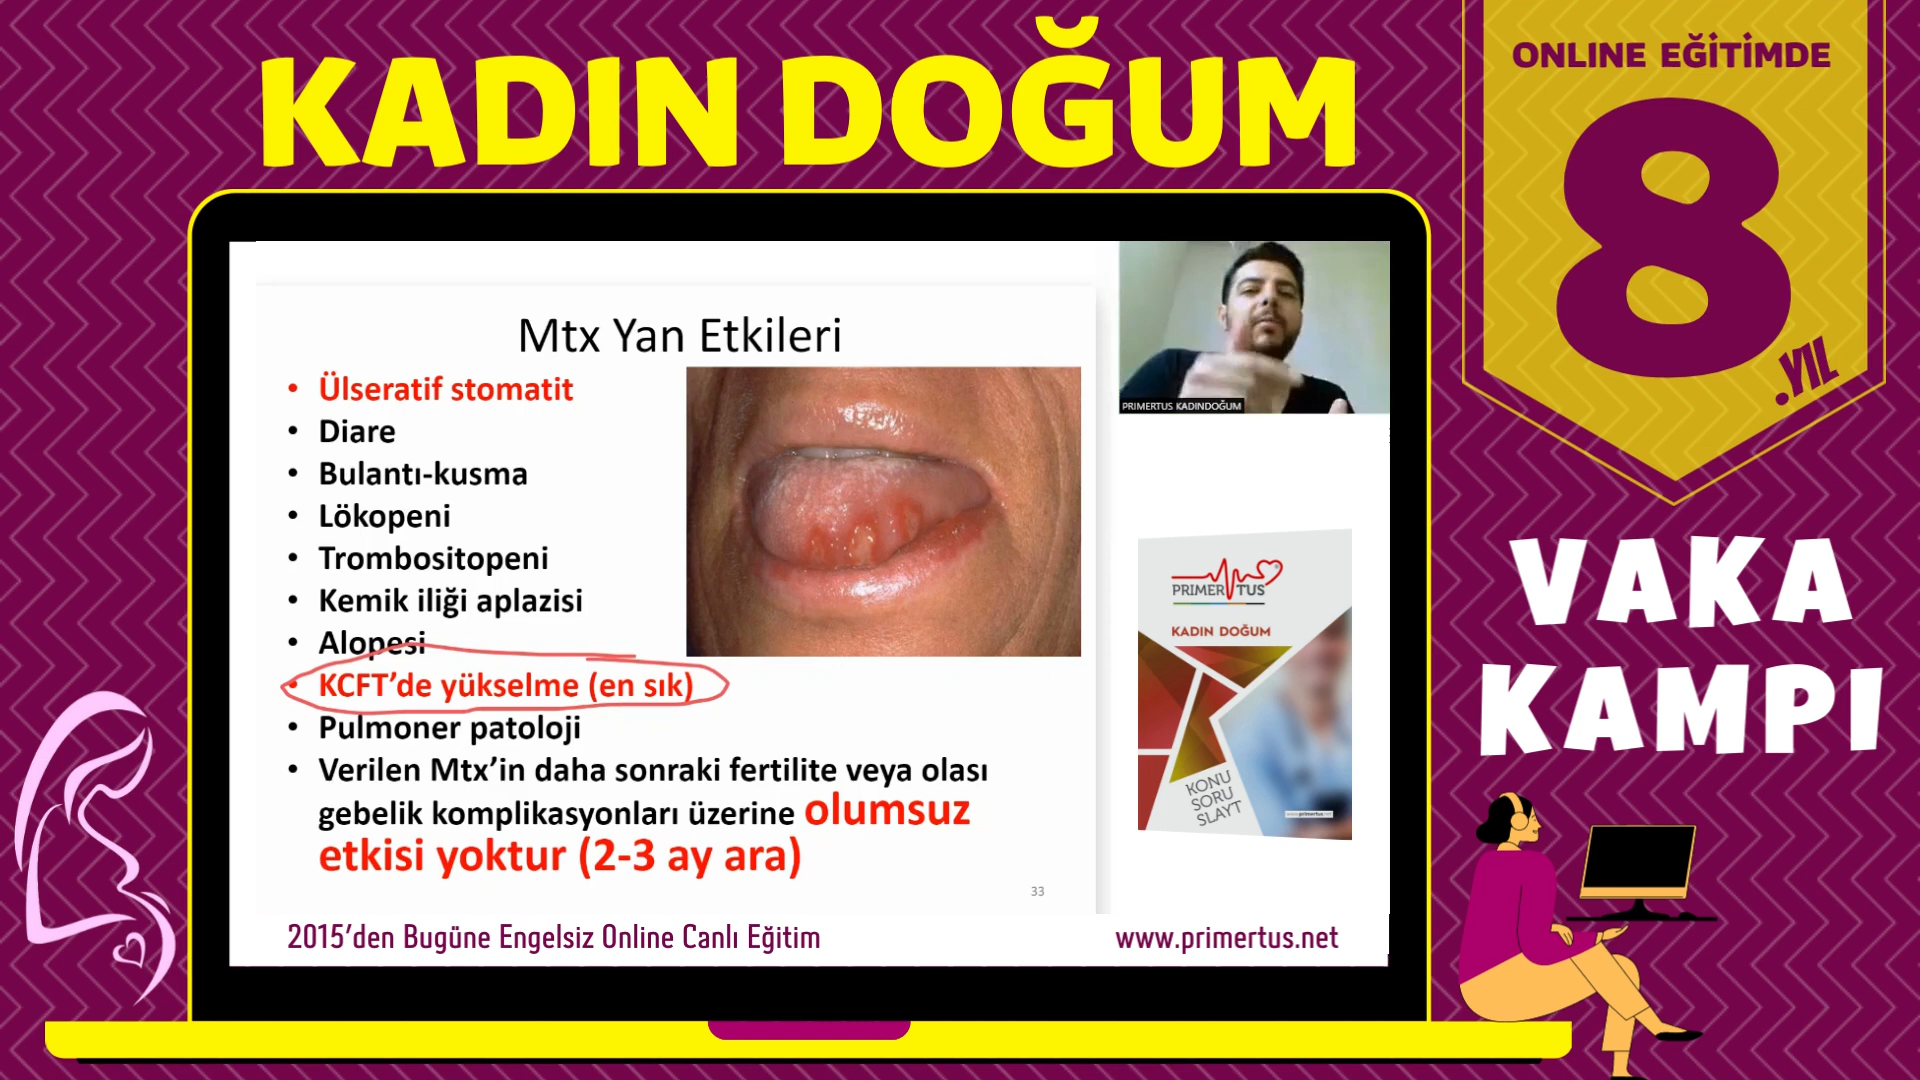 KADIN DOĞUM
ONLINE EĞİTİMDE
8
.YIL
Mtx Yan Etkileri
• Ülseratif stomatit
• Diare
• Bulantı-kusma
• Lökopeni
• Trombositopeni
• Kemik iliği aplazisi
• Alopesi
• KCFT’de yükselme (en sık)
• Pulmoner patoloji
• Verilen Mtx’in daha sonraki fertilite veya olası
gebelik komplikasyonları üzerine olumsuz
etkisi yoktur (2-3 ay ara)
33
PRIMERTUS KADINDOĞUM
PRIMER TUS
KADIN DOĞUM
KONU
SORU
SLAYT
www.primertus.net
VAKA
KAMPI
2015’den Bugüne Engelsiz Online Canlı Eğitim
www.primertus.net